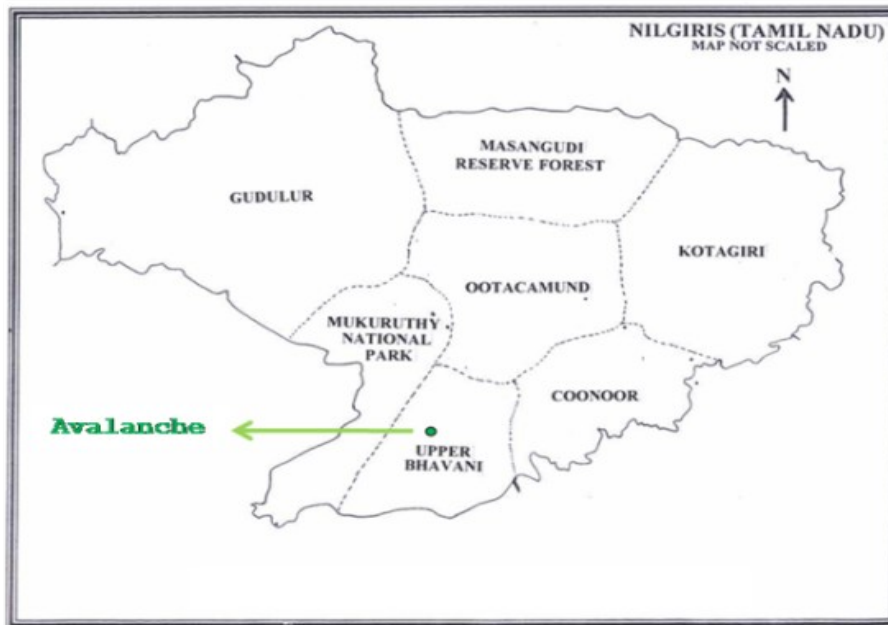 NILGIRIS (TAMIL NADU)
MAP NOT SCALED
N
MASANGUDI
RESERVE FOREST
GUDULUR
KOTAGIRI
OOTACAMUND
MUKURUTHY
NATIONAL
PARK
COONOOR
Avalanche
UPPER
BHAVANI